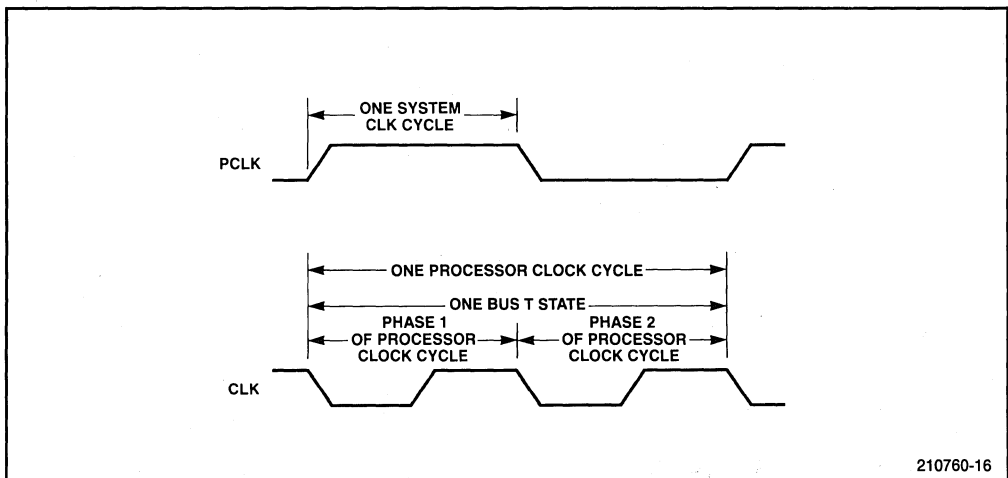 ONE SYSTEM
CLK CYCLE
PCLK
ONE PROCESSOR CLOCK CYCLE
ONE BUS T STATE
PHASE 1
OF PROCESSOR
CLOCK CYCLE
PHASE 2
OF PROCESSOR
CLOCK CYCLE
CLK
210760-16